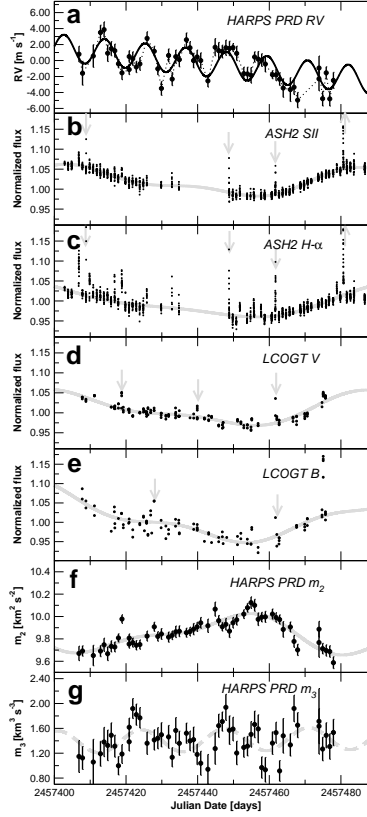 a
HARPS PRD RV
RV [m s-1]
6.00
4.00
2.00
0.00
-2.00
-4.00
-6.00
b
ASH2 SII
Normalized flux
1.15
1.10
1.05
1.00
0.95
c
ASH2 H-α
Normalized flux
1.15
1.10
1.05
1.00
0.95
d
LCOGT V
Normalized flux
1.15
1.10
1.05
1.00
0.95
e
LCOGT B
Normalized flux
1.15
1.10
1.05
1.00
0.95
f
HARPS PRD m2
m2 [km2 s-2]
10.4
10.2
10.0
9.8
9.6
g
HARPS PRD m3
m3 [km3 s-3]
2.00
1.60
1.20
0.80
2457400 2457420 2457440 2457460 2457480
Julian Date [days]